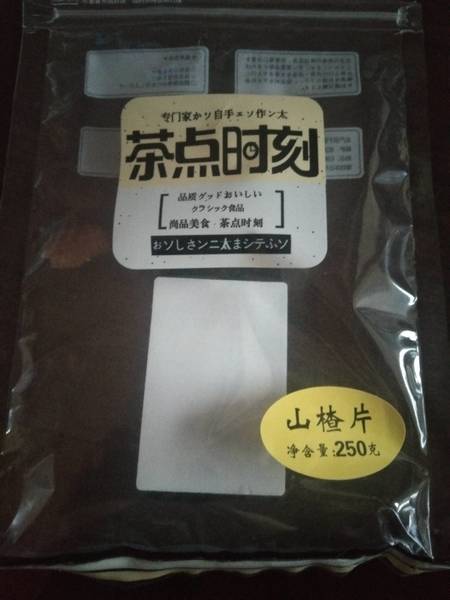 专门家かソ自手ェソ作ン太
茶点时刻
品质グッドおいしい
クラシック食品
尚品美食·茶点时刻
おソしさンニ太まシテふソ
山楂片
净含量:250克